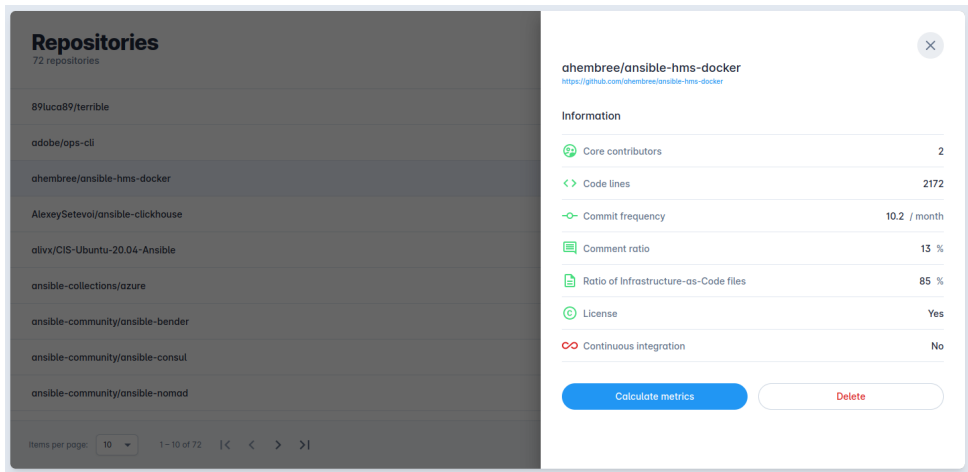 Repositories
72 repositories
89luca89/terrible
adobe/ops-cli
ahembree/ansible-hms-docker
AlexeySetevoi/ansible-clickhouse
alivx/CIS-Ubuntu-20.04-Ansible
ansible-collections/azure
ansible-community/ansible-bender
ansible-community/ansible-consul
ansible-community/ansible-nomad
Items per page: 10 1 – 10 of 72
ahembree/ansible-hms-docker
https://github.com/ahembree/ansible-hms-docker
Information
Core contributors 2
Code lines 2172
Commit frequency 10.2 / month
Comment ratio 13 %
Ratio of Infrastructure-as-Code files 85 %
License Yes
Continuous integration No
Calculate metrics Delete